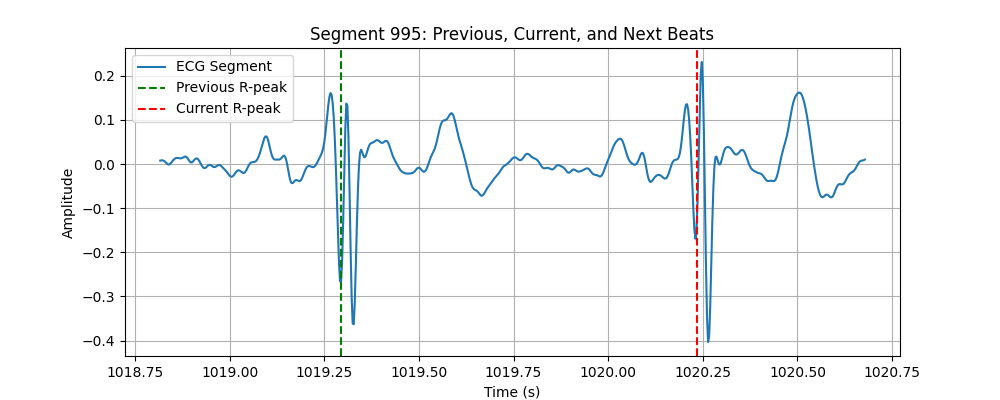 Segment 995: Previous, Current, and Next Beats
ECG Segment
Previous R-peak
Current R-peak
Amplitude
0.2
0.1
0.0
−0.1
−0.2
−0.3
−0.4
1018.75 1019.00 1019.25 1019.50 1019.75 1020.00 1020.25 1020.50 1020.75
Time (s)